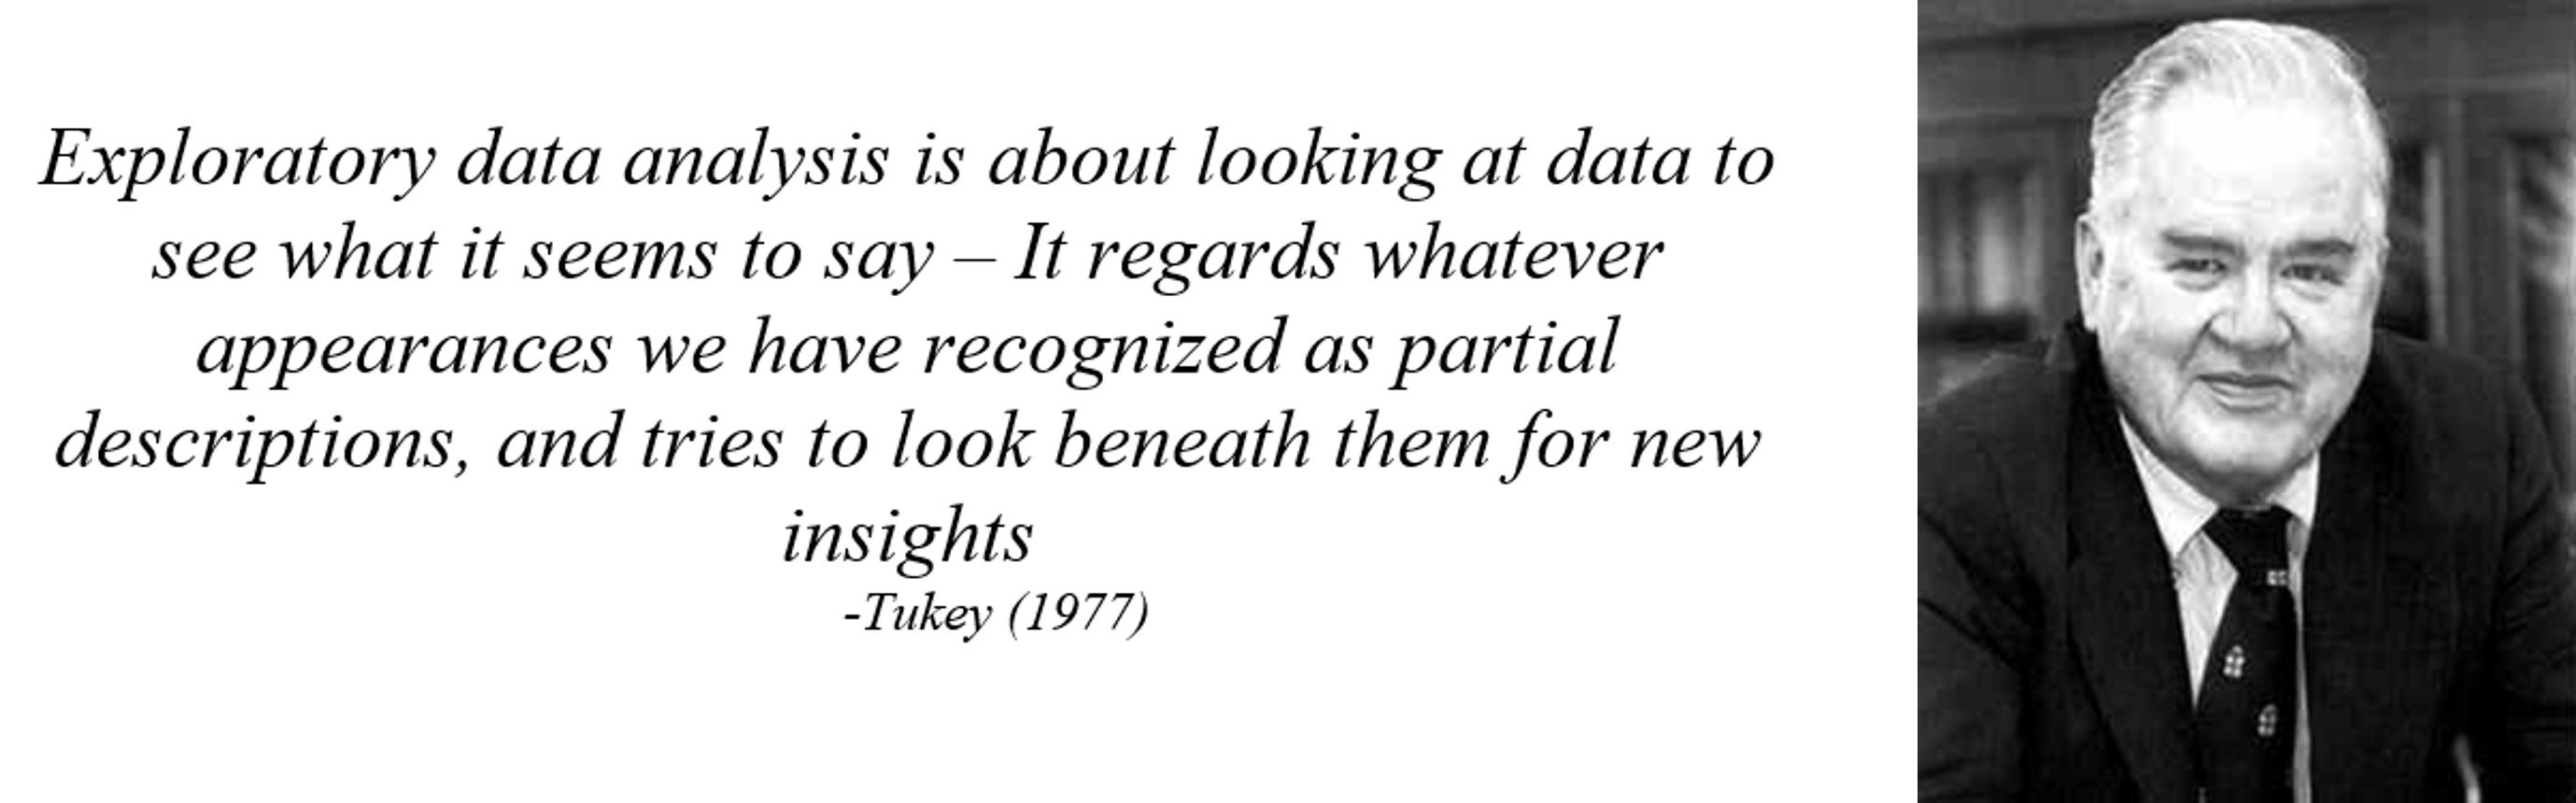 Exploratory data analysis is about looking at data to
see what it seems to say – It regards whatever
appearances we have recognized as partial
descriptions, and tries to look beneath them for new
insights
-Tukey (1977)